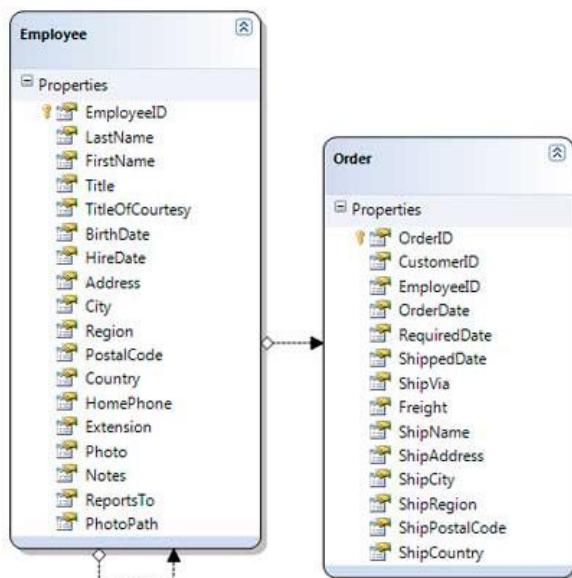 Employee
Properties
EmployeeID
LastName
FirstName
Title
TitleOfCourtesy
BirthDate
HireDate
Address
City
Region
PostalCode
Country
HomePhone
Extension
Photo
Notes
ReportsTo
PhotoPath
Order
Properties
OrderID
CustomerID
EmployeeID
OrderDate
RequiredDate
ShippedDate
ShipVia
Freight
ShipName
ShipAddress
ShipCity
ShipRegion
ShipPostalCode
ShipCountry